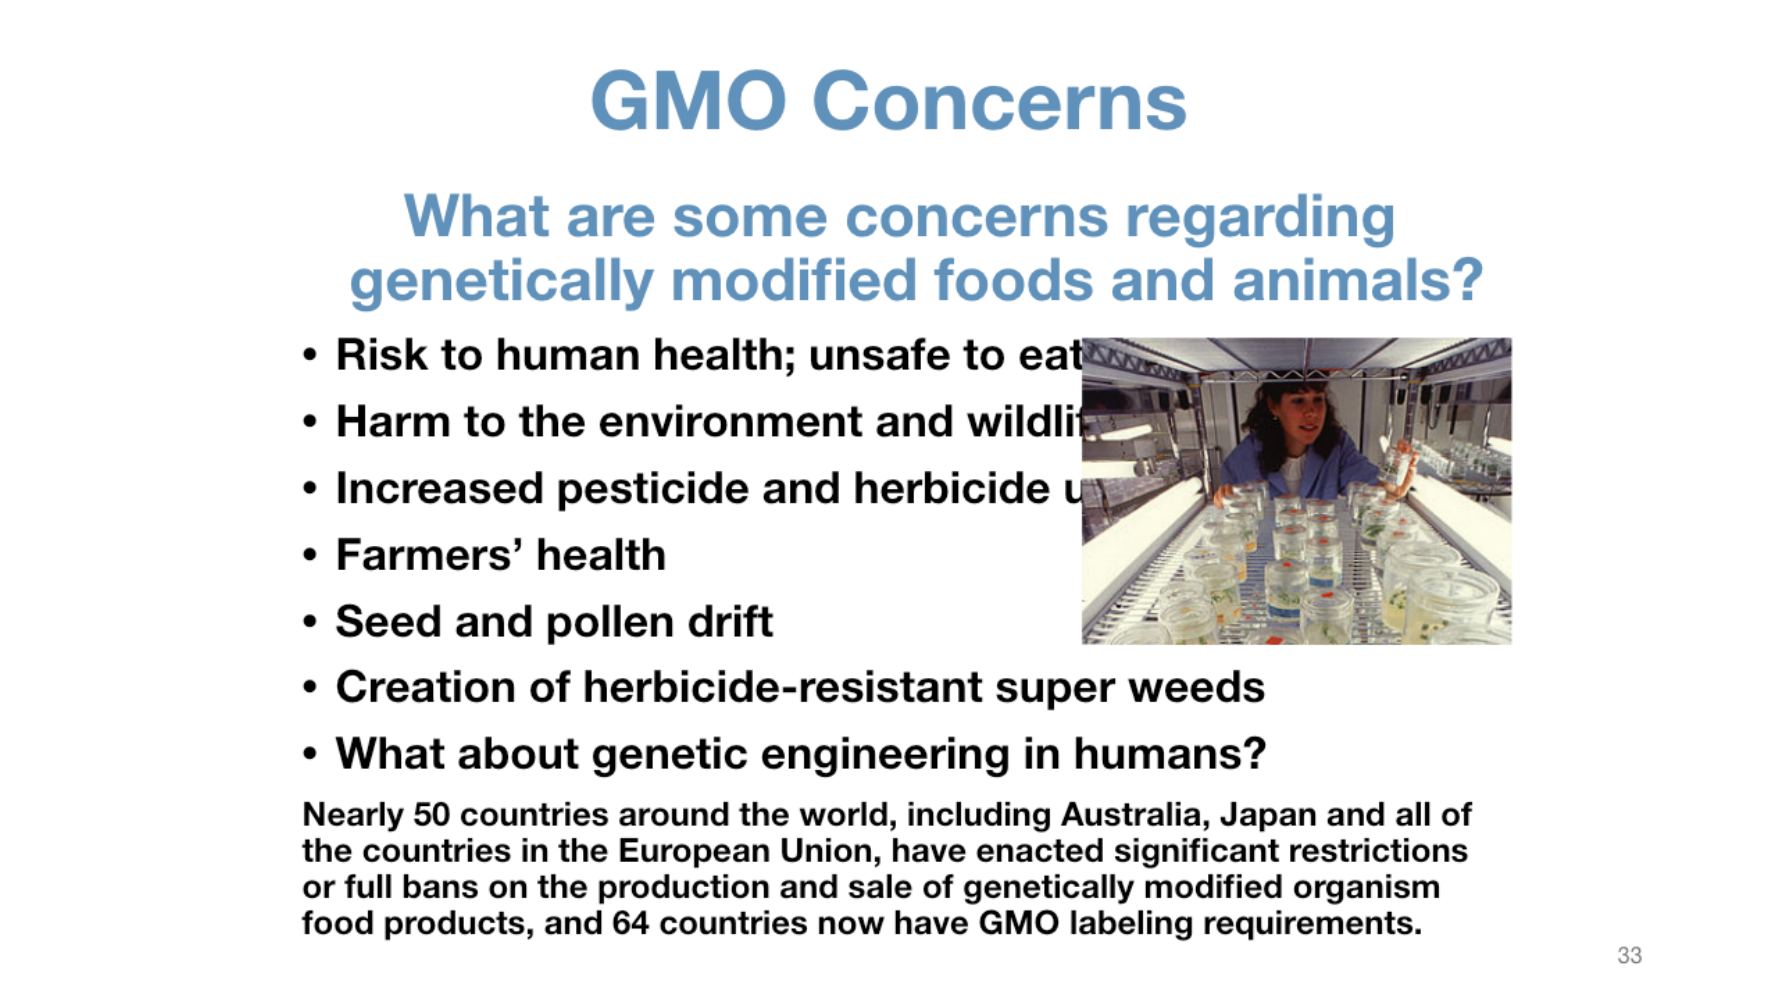 GMO Concerns
What are some concerns regarding
genetically modified foods and animals?
• Risk to human health; unsafe to eat
• Harm to the environment and
• Increased pesticide and herbicide
• Farmers’ health
• Seed and pollen drift
• Creation of herbicide-resistant super weeds
• What about genetic engineering in humans?
Nearly 50 countries around the world, including Australia, Japan and all of
the countries in the European Union, have enacted significant restrictions
or full bans on the production and sale of genetically modified organism
food products, and 64 countries now have GMO labeling requirements.
33